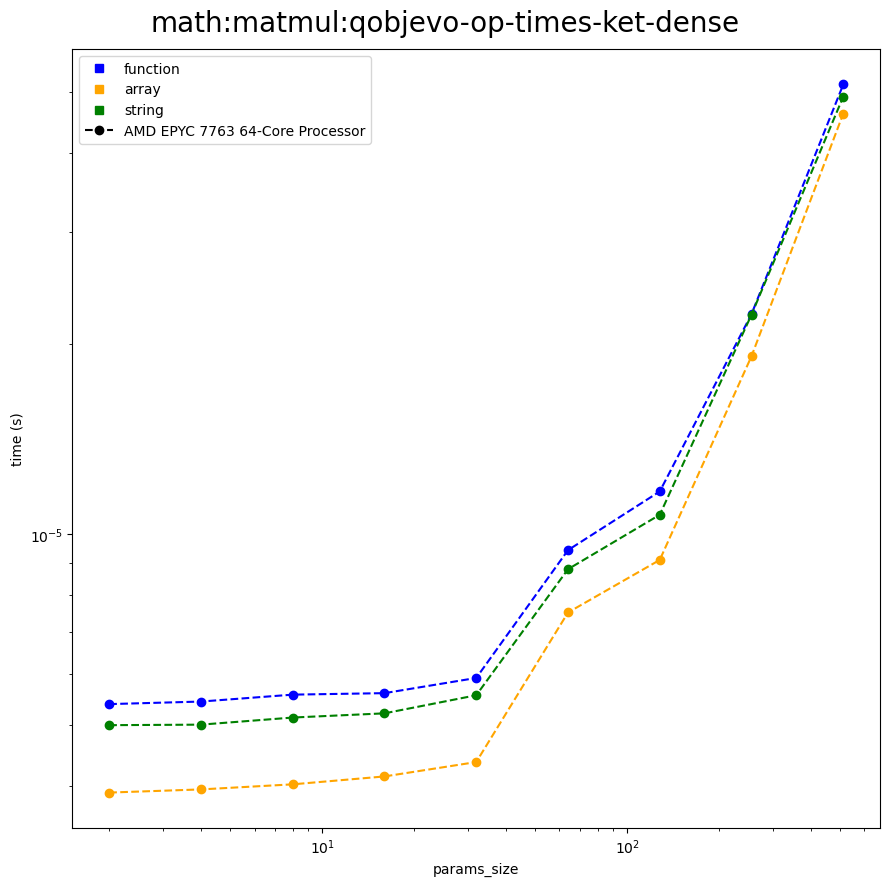 math:matmul:qobjevo-op-times-ket-dense
function
array
string
AMD EPYC 7763 64-Core Processor
time (s)
10⁻⁵
10¹
10²
params_size